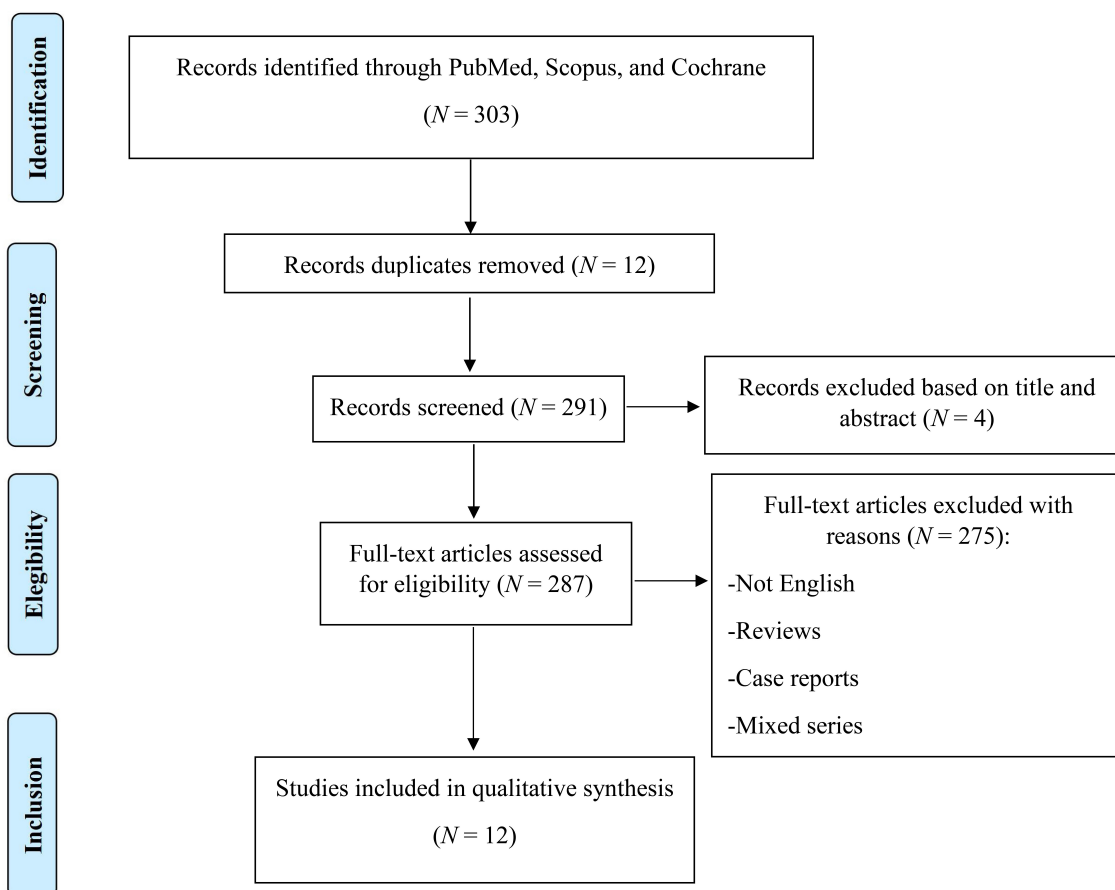 Identification
Records identified through PubMed, Scopus, and Cochrane
(N = 303)
Records duplicates removed (N = 12)
Screening
Records screened (N = 291)
Records excluded based on title and
abstract (N = 4)
Elegibility
Full-text articles assessed
for eligibility (N = 287)
Full-text articles excluded with
reasons (N = 275):
-Not English
-Reviews
-Case reports
-Mixed series
Inclusion
Studies included in qualitative synthesis
(N = 12)